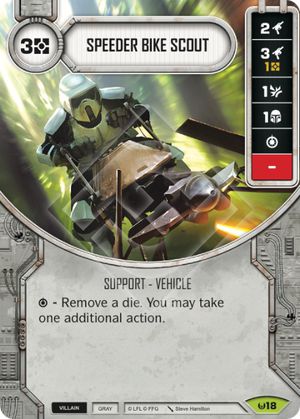 3
SPEEDER BIKE SCOUT
2
3
1
1
1
-
SUPPORT - VEHICLE
- Remove a die. You may take
one additional action.
VILLAIN
GRAY
© LFL © FFG
Steve Hamilton
18